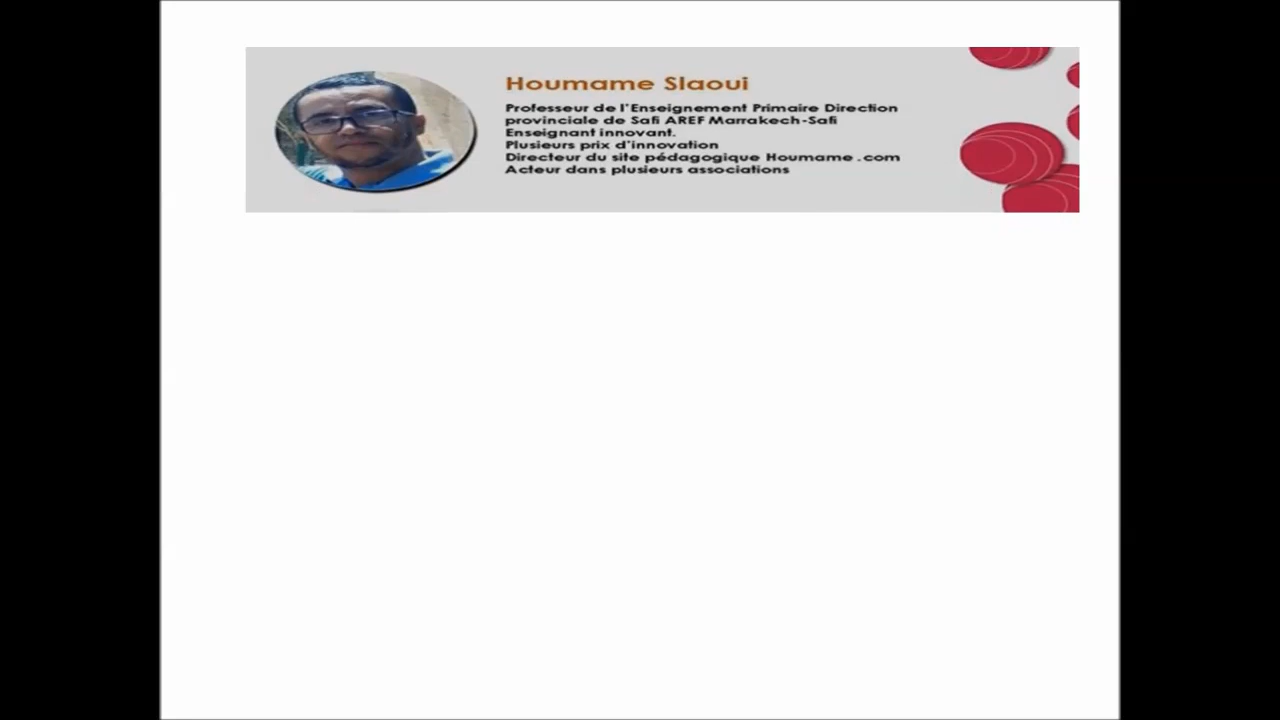 Houmame Slaoui
Professeur de l'Enseignement Primaire Direction
provinciale de Safi AREF Marrakech-Safi
Enseignant innovant.
Plusieurs prix d'innovation
Directeur du site pédagogique Houmame .com
Acteur dans plusieurs associations